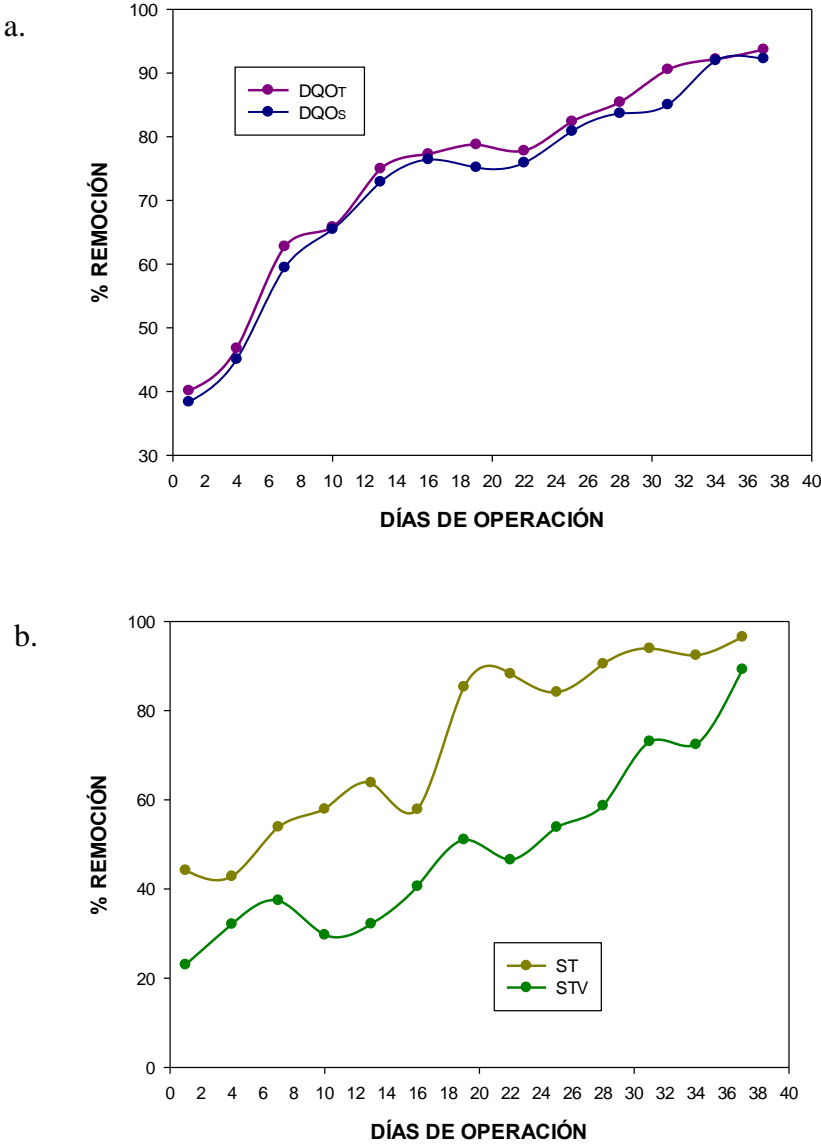 a.
100
90
80
70
60
50
40
30
% REMOCIÓN
DQOT
DQOS
0 2 4 6 8 10 12 14 16 18 20 22 24 26 28 30 32 34 36 38 40
DÍAS DE OPERACIÓN
b.
100
80
60
40
20
0
% REMOCIÓN
ST
STV
0 2 4 6 8 10 12 14 16 18 20 22 24 26 28 30 32 34 36 38 40
DÍAS DE OPERACIÓN